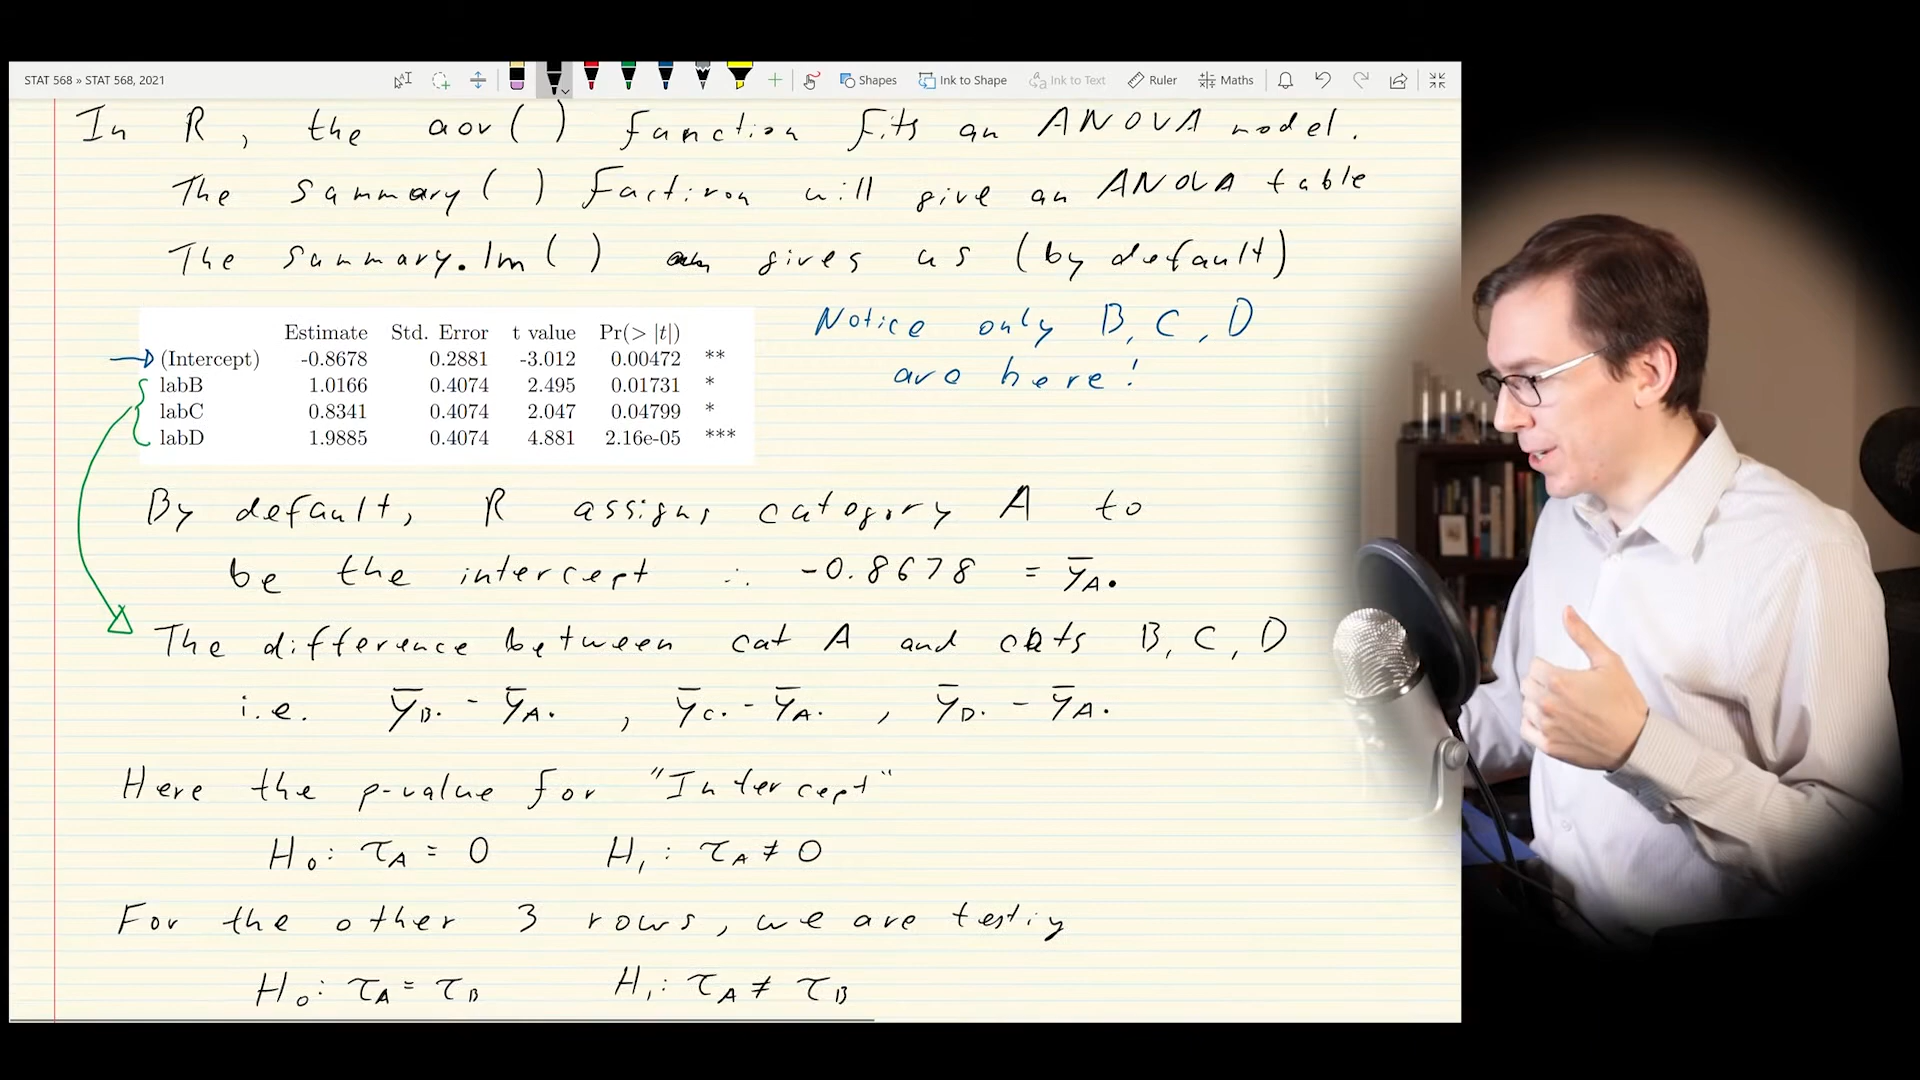 STAT 568 » STAT 568, 2021
Shapes Ink to Shape Ink to Text Ruler Maths
In R, the aov( ) function fits an ANOVA model.
The summary( ) Factiron will give an ANOVA table
The summary.lm( ) gives us (by default)
Estimate Std. Error t value Pr(> |t|)
(Intercept) -0.8678 0.2881 -3.012 0.00472 **
labB 1.0166 0.4074 2.495 0.01731 *
labC 0.8341 0.4074 2.047 0.04799 *
labD 1.9885 0.4074 4.881 2.16e-05 ***
Notice only B, C, D
are here!
By default, R assigns category A to
be the intercept ∴ -0.8678 = ȳA.
The difference between cat A and cats B, C, D
i.e. ȳB. - ȳA. , ȳC. - ȳA. , ȳD. - ȳA.
Here the p-value for "Intercept"
H0: τA = 0 H1: τA ≠ 0
For the other 3 rows, we are testiy
H0: τA = τB H1: τA ≠ τB